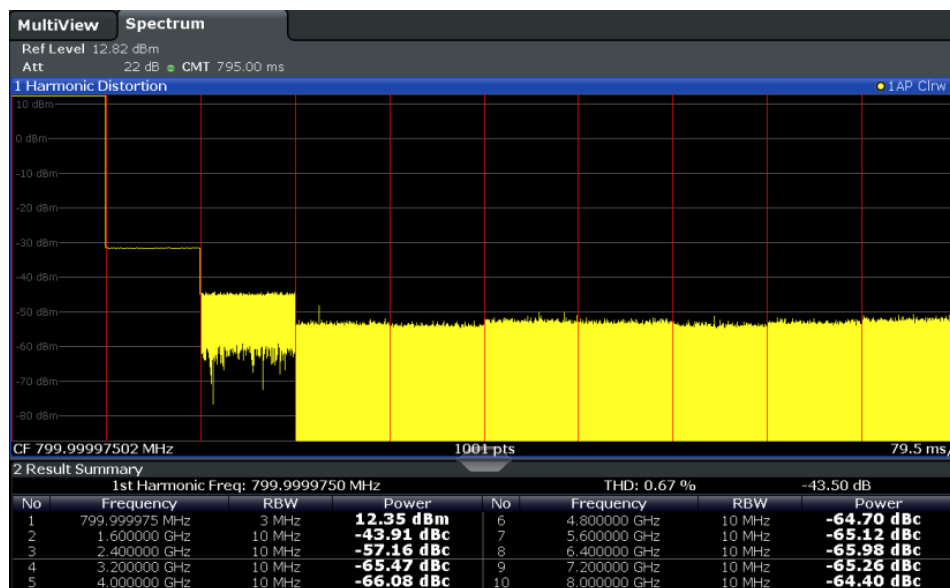 MultiView Spectrum
Ref Level 12.82 dBm
Att 22 dB CMT 795.00 ms
1 Harmonic Distortion 1AP Clrw
10 dBm
0 dBm
-10 dBm
-20 dBm
-30 dBm
-40 dBm
-50 dBm
-60 dBm
-70 dBm
-80 dBm
CF 799.99997502 MHz 1001 pts 79.5 ms/
2 Result Summary
1st Harmonic Freq: 799.9999750 MHz THD: 0.67 % -43.50 dB
No Frequency RBW Power No Frequency RBW Power
1 799.999975 MHz 3 MHz 12.35 dBm 6 4.800000 GHz 10 MHz -64.70 dBc
2 1.600000 GHz 10 MHz -43.91 dBc 7 5.600000 GHz 10 MHz -65.12 dBc
3 2.400000 GHz 10 MHz -57.16 dBc 8 6.400000 GHz 10 MHz -65.98 dBc
4 3.200000 GHz 10 MHz -65.47 dBc 9 7.200000 GHz 10 MHz -65.26 dBc
5 4.000000 GHz 10 MHz -66.08 dBc 10 8.000000 GHz 10 MHz -64.40 dBc